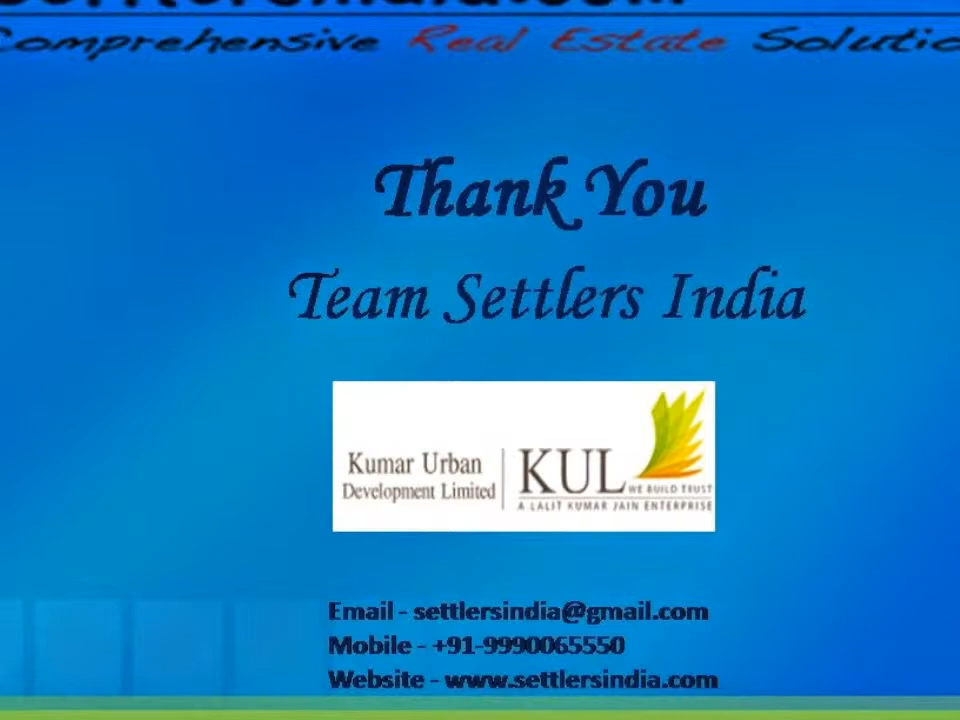 Comprehensive Real Estate Solutio
Thank You
Team Settlers India
Kumar Urban
Development Limited
KUL
WE BUILD TRUST
A LALIT KUMAR JAIN ENTERPRISE
Email - settlersindia@gmail.com
Mobile - +91-9990065550
Website - www.settlersindia.com